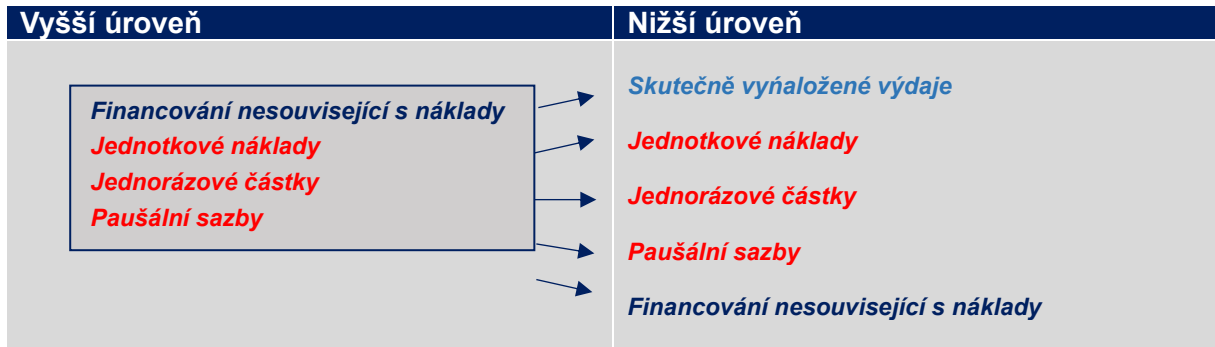 Vyšší úroveň
Nižší úroveň
Financování nesouvisející s náklady
Jednotkové náklady
Jednorázové částky
Paušální sazby
Skutečně vyńaložené výdaje
Jednotkové náklady
Jednorázové částky
Paušální sazby
Financování nesouvisející s náklady